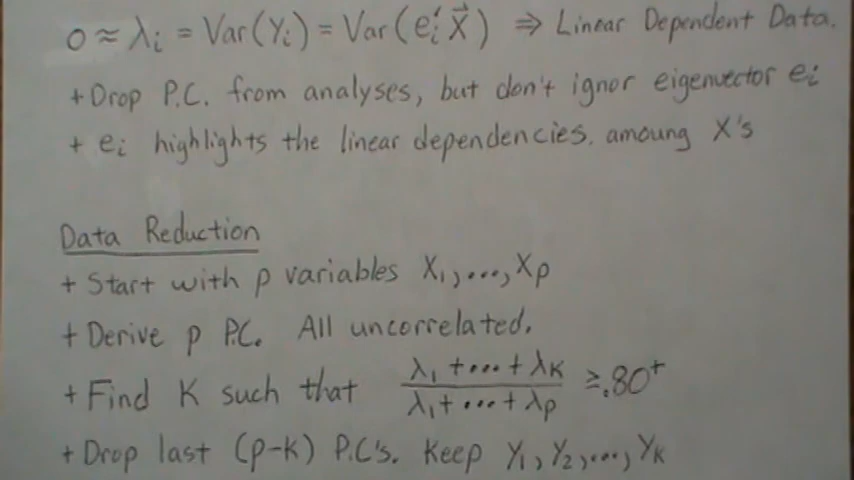 0 ≈ λi = Var(Yi) = Var(e′i X⃗) ⇒ Linear Dependent Data.
+ Drop P.C. from analyses, but don't ignor eigenvector ei
+ ei highlights the linear dependencies. amoung X's
Data Reduction
+ Start with p variables X1,...,Xp
+ Derive p P.C. All uncorrelated.
+ Find K such that (λ1+...+λK)/(λ1+...+λp) ≥ .80+
+ Drop last (p-K) P.C.'s. Keep Y1, Y2,..., YK